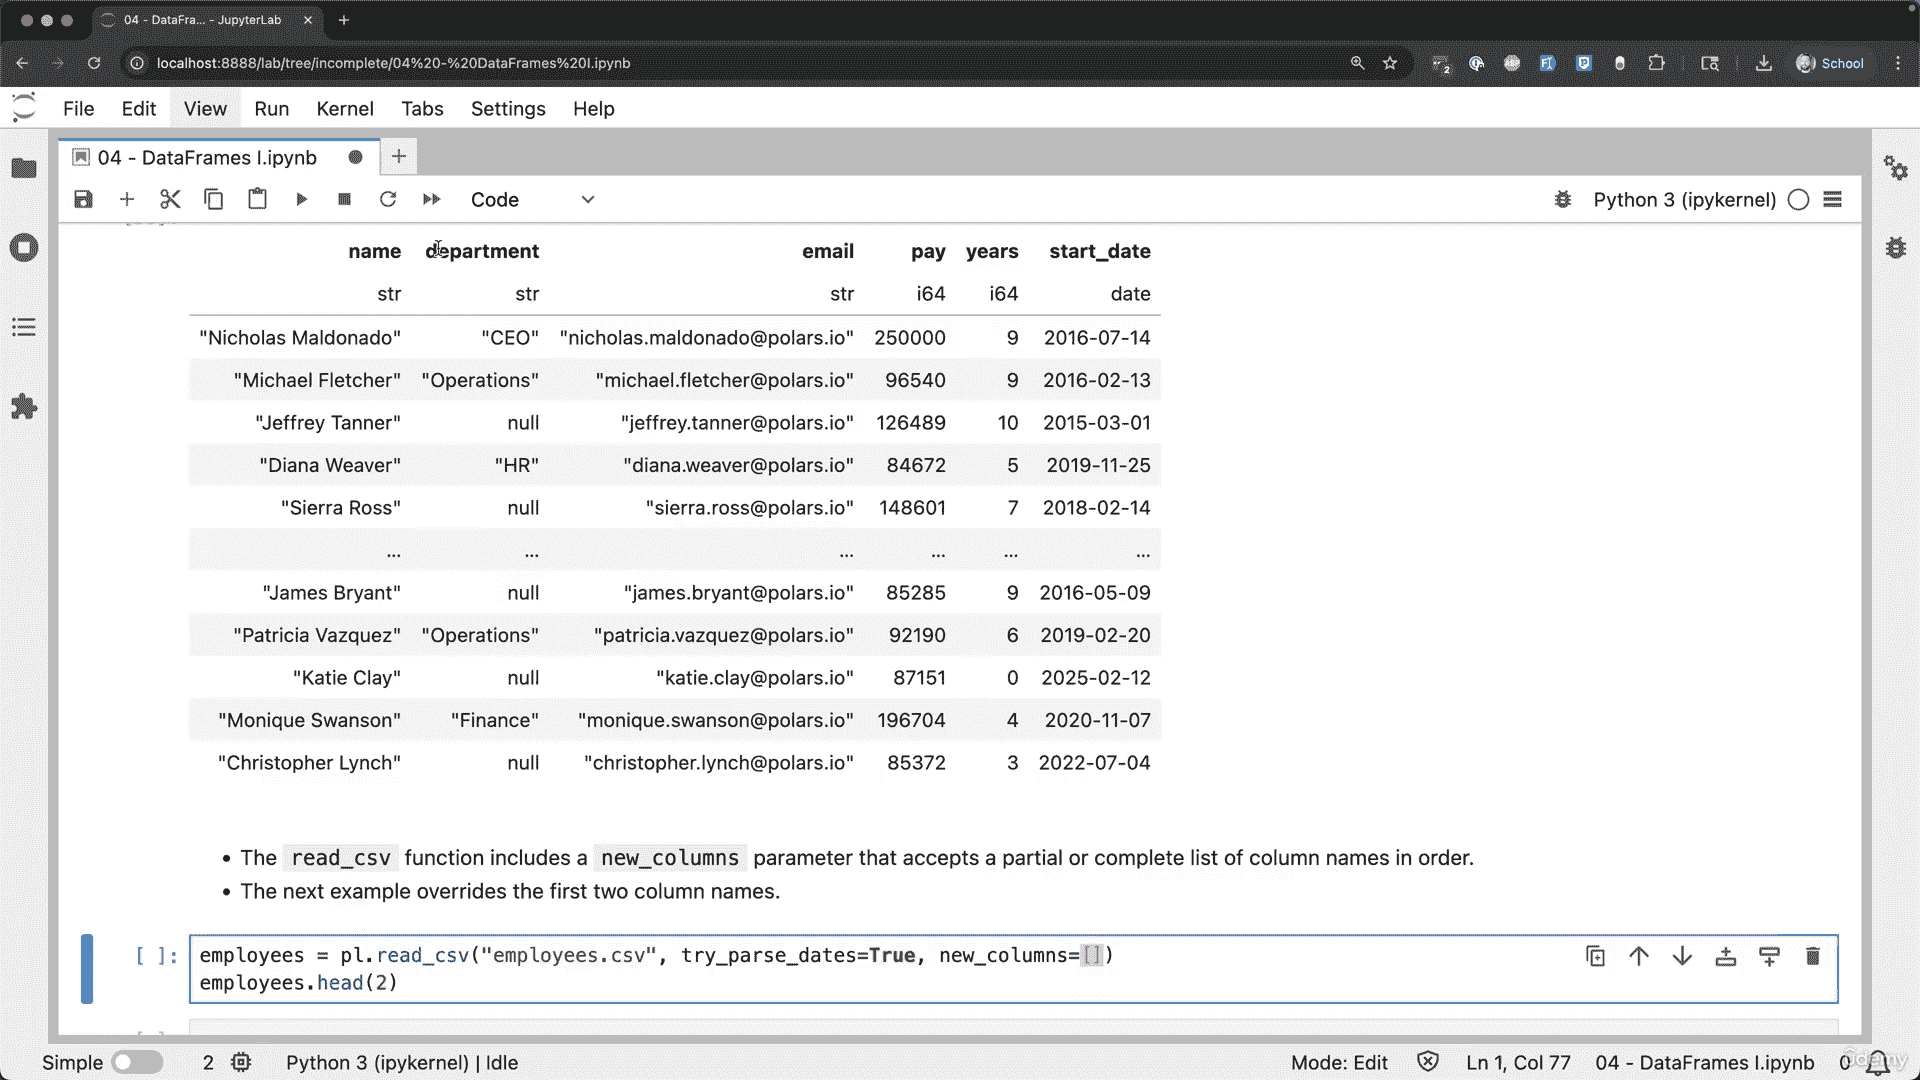 04 - DataFra... - JupyterLab
localhost:8888/lab/tree/incomplete/04%20-%20DataFrames%20I.ipynb
2
School
File Edit View Run Kernel Tabs Settings Help
04 - DataFrames I.ipynb
Code
Python 3 (ipykernel)
name department email pay years start_date
str str str i64 i64 date
"Nicholas Maldonado" "CEO" "nicholas.maldonado@polars.io" 250000 9 2016-07-14
"Michael Fletcher" "Operations" "michael.fletcher@polars.io" 96540 9 2016-02-13
"Jeffrey Tanner" null "jeffrey.tanner@polars.io" 126489 10 2015-03-01
"Diana Weaver" "HR" "diana.weaver@polars.io" 84672 5 2019-11-25
"Sierra Ross" null "sierra.ross@polars.io" 148601 7 2018-02-14
... ... ... ... ... ...
"James Bryant" null "james.bryant@polars.io" 85285 9 2016-05-09
"Patricia Vazquez" "Operations" "patricia.vazquez@polars.io" 92190 6 2019-02-20
"Katie Clay" null "katie.clay@polars.io" 87151 0 2025-02-12
"Monique Swanson" "Finance" "monique.swanson@polars.io" 196704 4 2020-11-07
"Christopher Lynch" null "christopher.lynch@polars.io" 85372 3 2022-07-04
• The read_csv function includes a new_columns parameter that accepts a partial or complete list of column names in order.
• The next example overrides the first two column names.
[ ]: employees = pl.read_csv("employees.csv", try_parse_dates=True, new_columns=[])
employees.head(2)
Simple 2 Python 3 (ipykernel) | Idle Mode: Edit Ln 1, Col 77 04 - DataFrames I.ipynb 0
udemy